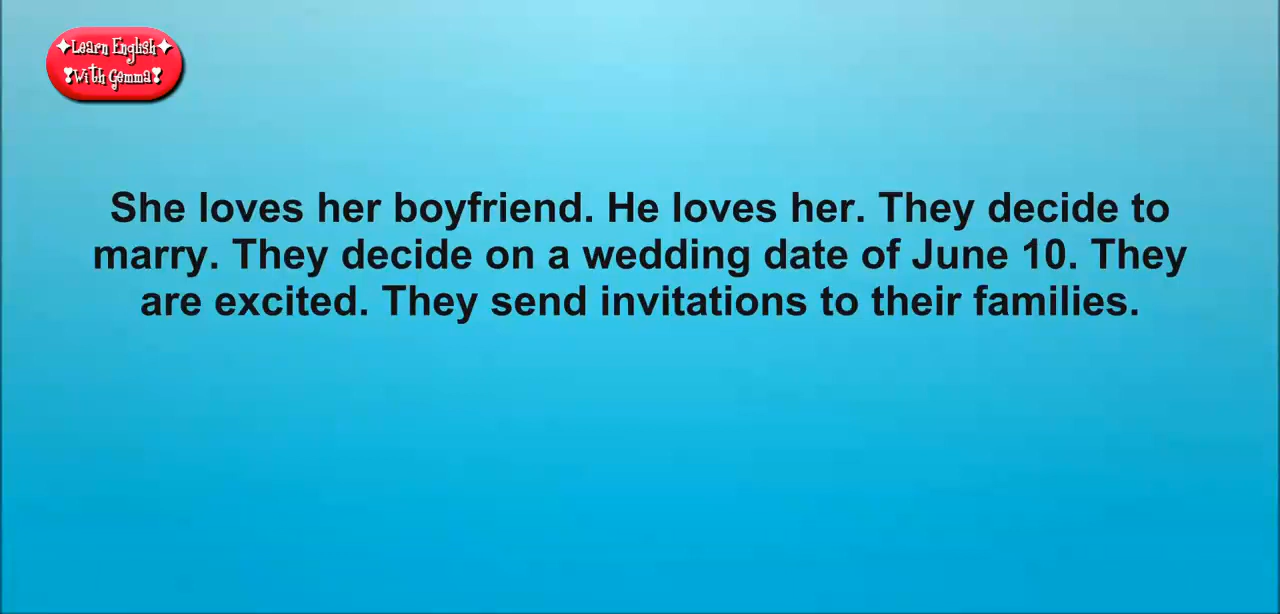 ✦Learn English✦
❣With Gemma❣
She loves her boyfriend. He loves her. They decide to
marry. They decide on a wedding date of June 10. They
are excited. They send invitations to their families.